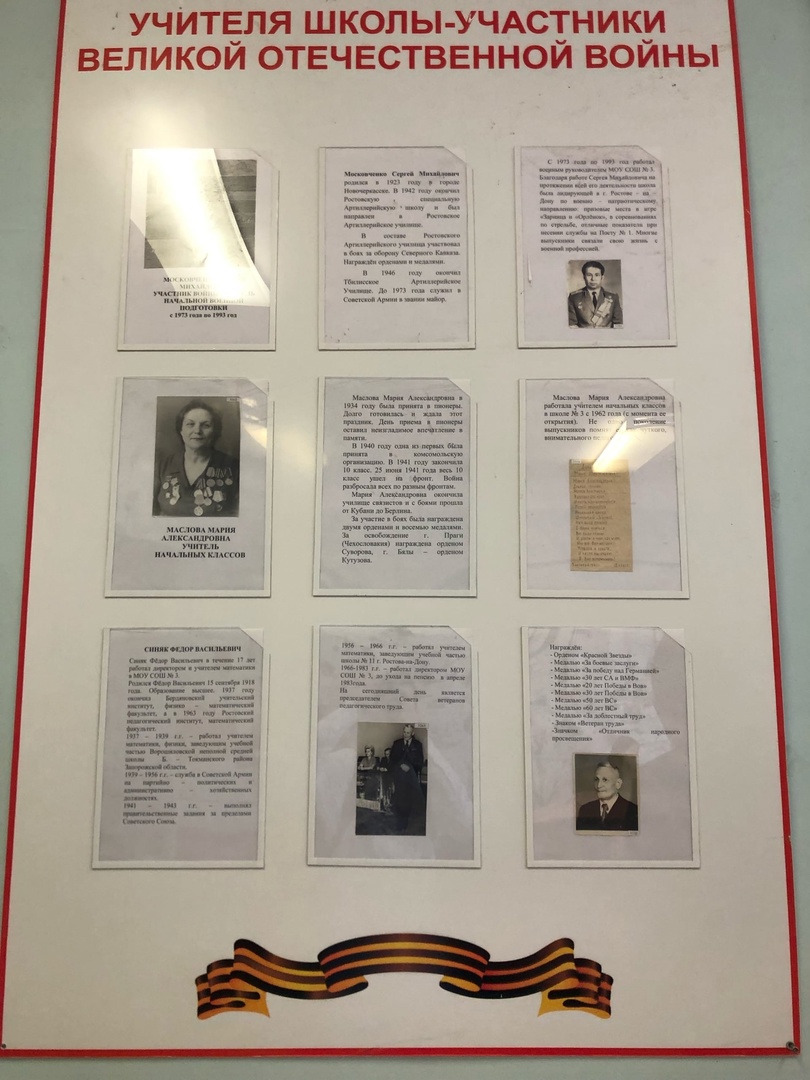 УЧИТЕЛЯ ШКОЛЫ-УЧАСТНИКИ
ВЕЛИКОЙ ОТЕЧЕСТВЕННОЙ ВОЙНЫ
УЧАСТНИК
НАЧАЛЬНОЙ
ПОДГОТОВКИ
с 1973 года по 1993 год
Москвиченко Сергей Михайлович
родился в 1923 году в городе
Новочеркасске. В 1942 году окончил
Ростовскую специальную
Артиллерийскую школу и был
направлен в Ростовское
Артиллерийское училище.
В составе Ростовского
Артиллерийского училища участвовал
в боях за оборону Северного Кавказа.
Награждён орденами и медалями.
В 1946 году окончил
Тбилисское Артиллерийское
Училище. До 1973 года служил в
Советской Армии в звании майор.
С 1973 года по 1993 год работал
военным руководителем МОУ СОШ № 3.
Благодаря работе Сергея Михайловича на
протяжении всей его деятельности школа
была лидирующей в г. Ростове - на -
Дону по военно - патриотическому
направлению: призовые места в игре
«Зарница и «Орлёнок», в соревнованиях
по стрельбе, отличные показатели при
несении службы на Посту № 1. Многие
выпускники связали свою жизнь с
военной профессией.
МАСЛОВА МАРИЯ
АЛЕКСАНДРОВНА
УЧИТЕЛЬ
НАЧАЛЬНЫХ КЛАССОВ
Маслова Мария Александровна в
1934 году была принята в пионеры.
Долго готовилась и ждала этот
праздник. День приема в пионеры
оставил неизгладимое впечатление в
памяти.
В 1940 году одна из первых была
принята в комсомольскую
организацию. В 1941 году закончила
10 класс. 25 июня 1941 года весь 10
класс ушел на фронт. Война
разбросала всех по разным фронтам.
Мария Александровна окончила
училище связистов и с боями прошла
от Кубани до Берлина.
За участие в боях была награждена
двумя орденами и восемью медалями.
За освобождение г. Праги
(Чехословакия) награждена орденом
Суворова, г. Бялы – орденом
Кутузова.
Маслова Мария Александровна
работала учителем начальных классов
в школе № 3 с 1962 года (с момента ее
открытия). Не поколение
выпускников
внимательного
СИНЯК ФЕДОР ВАСИЛЬЕВИЧ
Синяк Фёдор Васильевич в течение 17 лет
работал директором и учителем математики
в МОУ СОШ № 3.
Родился Фёдор Васильевич 15 сентября 1918
года. Образование высшее. 1937 году
окончил Бердянский учительский
институт, физико – математический
факультет, а в 1963 году Ростовский
педагогический институт, математический
факультет.
1937 – 1939 г.г. – работал учителем
математики, физики, заведующим учебной
частью Ворошиловской неполной средней
школы Б. – Токмакского района
Запорожской области.
1939 – 1956 г.г. – служба в Советской Армии
на партийно – политических и
административно – хозяйственных
должностях.
1941 – 1943 г.г. – выполнял
правительственные задания за пределами
Советского Союза.
1956 – 1966 г.г. – работал учителем
математики, заведующим учебной частью
школы № 11 г. Ростова-на-Дону.
1966-1983 г.г. – работал директором МОУ
СОШ № 3, до ухода на пенсию в апреле
1983года.
На сегодняшний день является
председателем Совета ветеранов
педагогического труда.
Награждён:
- Орденом «Красной Звезды»
- Медалью «За боевые заслуги»
- Медалью «За победу над Германией»
- Медалью «30 лет СА и ВМФ»
- Медалью «20 лет Победы в Вов»
- Медалью «30 лет Победы в Вов»
- Медалью «50 лет ВС»
- Медалью «60 лет ВС»
- Медалью «За доблестный труд»
- Знаком «Ветеран труда»
-Значком «Отличник народного
просвещения»